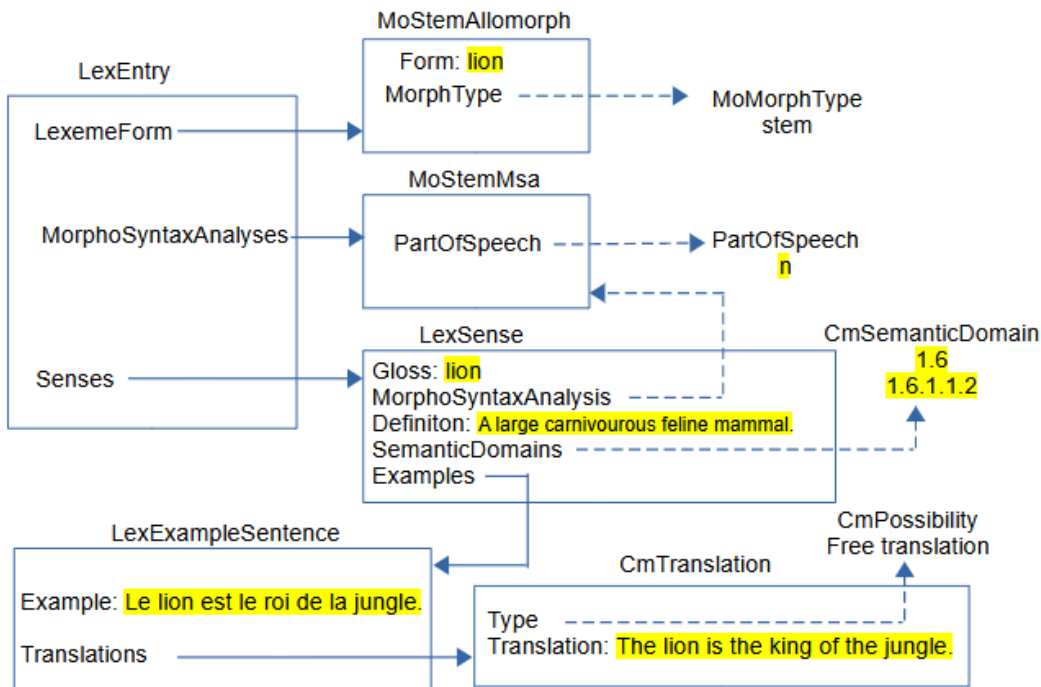 MoStemAllomorph
LexEntry
Form: lion
MorphType
MoMorphType
stem
LexemeForm
MoStemMsa
MorphoSyntaxAnalyses
PartOfSpeech
PartOfSpeech
n
LexSense
CmSemanticDomain
1.6
1.6.1.1.2
Senses
Gloss: lion
MorphoSyntaxAnalysis
Definiton: A large carnivourous feline mammal.
SemanticDomains
Examples
LexExampleSentence
CmPossibility
Free translation
CmTranslation
Example: Le lion est le roi de la jungle.
Type
Translation: The lion is the king of the jungle.
Translations